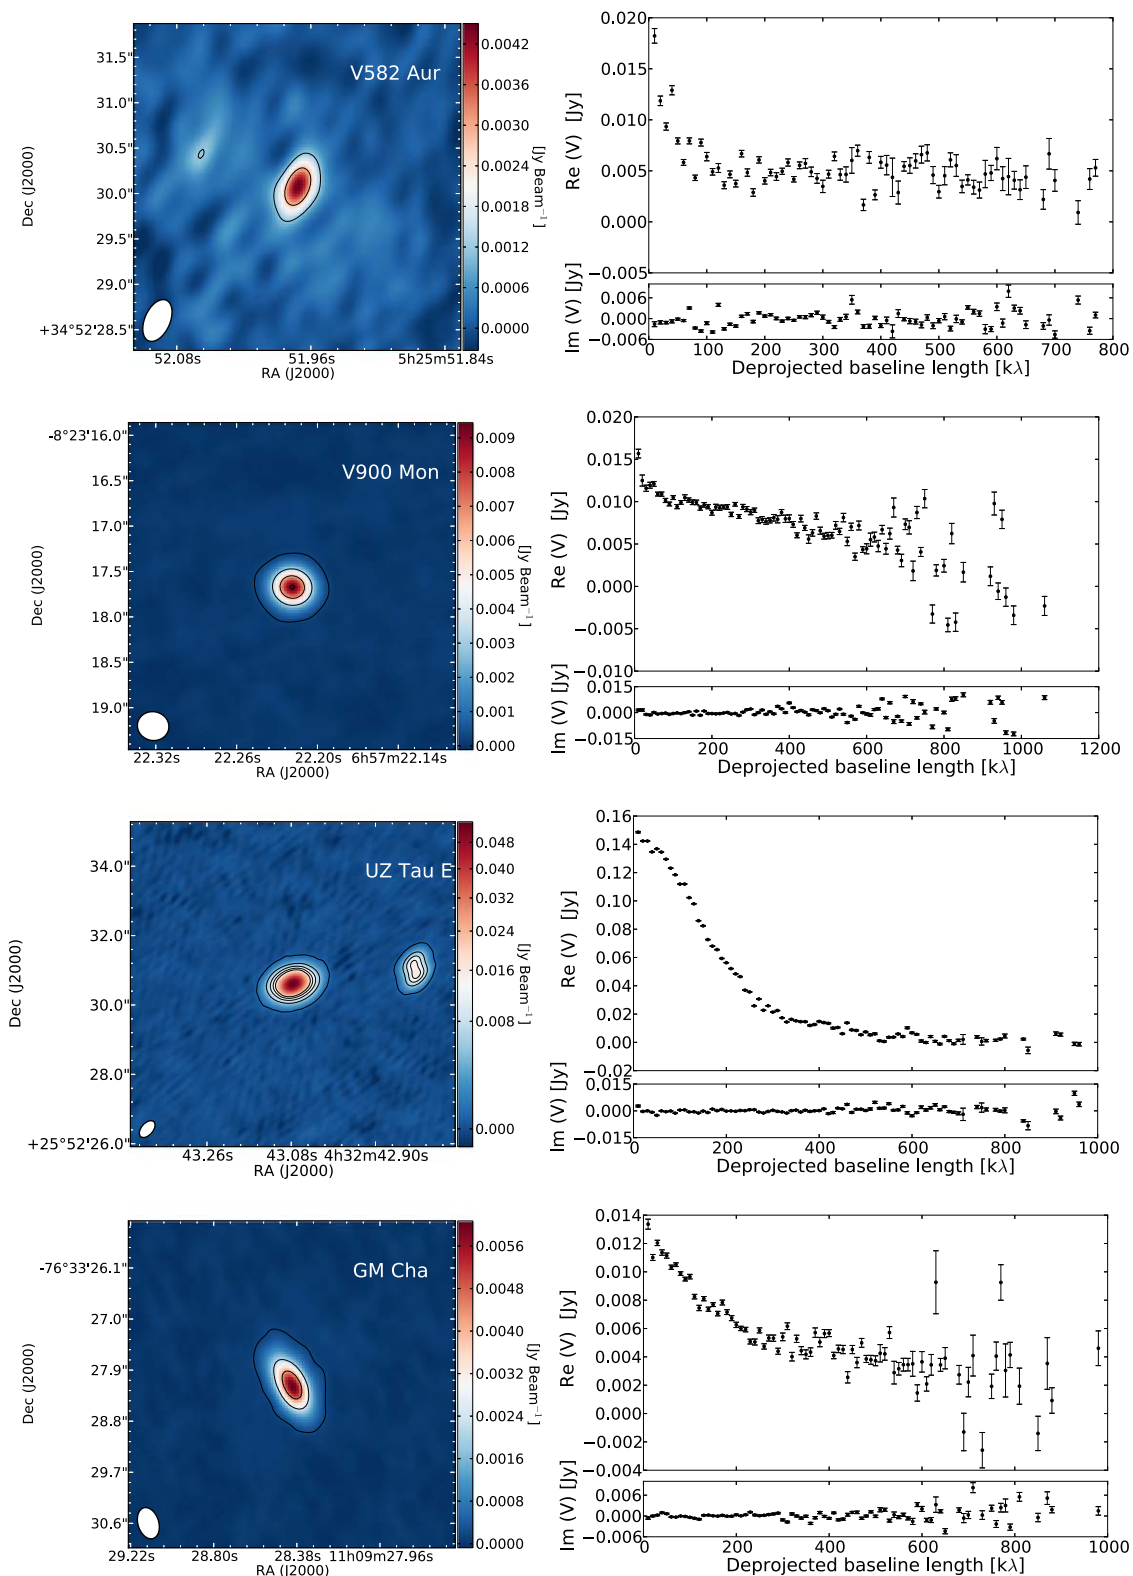 V582 Aur
31.5"
31.0"
30.5"
30.0"
29.5"
29.0"
+34°52'28.5"
Dec (J2000)
52.08s
51.96s
5h25m51.84s
RA (J2000)
0.0042
0.0036
0.0030
0.0024
0.0018
0.0012
0.0006
0.0000
[Jy Beam⁻¹]
0.020
0.015
0.010
0.005
0.000
−0.005
Re (V) [Jy]
0.006
0.000
−0.006
Im (V) [Jy]
0 100 200 300 400 500 600 700 800
Deprojected baseline length [kλ]
V900 Mon
-8°23'16.0"
16.5"
17.0"
17.5"
18.0"
18.5"
19.0"
Dec (J2000)
22.32s
22.26s
22.20s
6h57m22.14s
RA (J2000)
0.009
0.008
0.007
0.006
0.005
0.004
0.003
0.002
0.001
0.000
[Jy Beam⁻¹]
0.020
0.015
0.010
0.005
0.000
−0.005
−0.010
Re (V) [Jy]
0.015
0.000
−0.015
Im (V) [Jy]
0 200 400 600 800 1000 1200
Deprojected baseline length [kλ]
UZ Tau E
34.0"
32.0"
30.0"
28.0"
+25°52'26.0"
Dec (J2000)
43.26s
43.08s
4h32m42.90s
RA (J2000)
0.048
0.040
0.032
0.024
0.016
0.008
0.000
[Jy Beam⁻¹]
0.16
0.14
0.12
0.10
0.08
0.06
0.04
0.02
0.00
−0.02
Re (V) [Jy]
0.015
0.000
−0.015
Im (V) [Jy]
0 200 400 600 800 1000
Deprojected baseline length [kλ]
GM Cha
-76°33'26.1"
27.0"
27.9"
28.8"
29.7"
30.6"
Dec (J2000)
29.22s
28.80s
28.38s
11h09m27.96s
RA (J2000)
0.0056
0.0048
0.0040
0.0032
0.0024
0.0016
0.0008
0.0000
[Jy Beam⁻¹]
0.014
0.012
0.010
0.008
0.006
0.004
0.002
0.000
−0.002
−0.004
Re (V) [Jy]
0.006
0.000
−0.006
Im (V) [Jy]
0 200 400 600 800 1000
Deprojected baseline length [kλ]